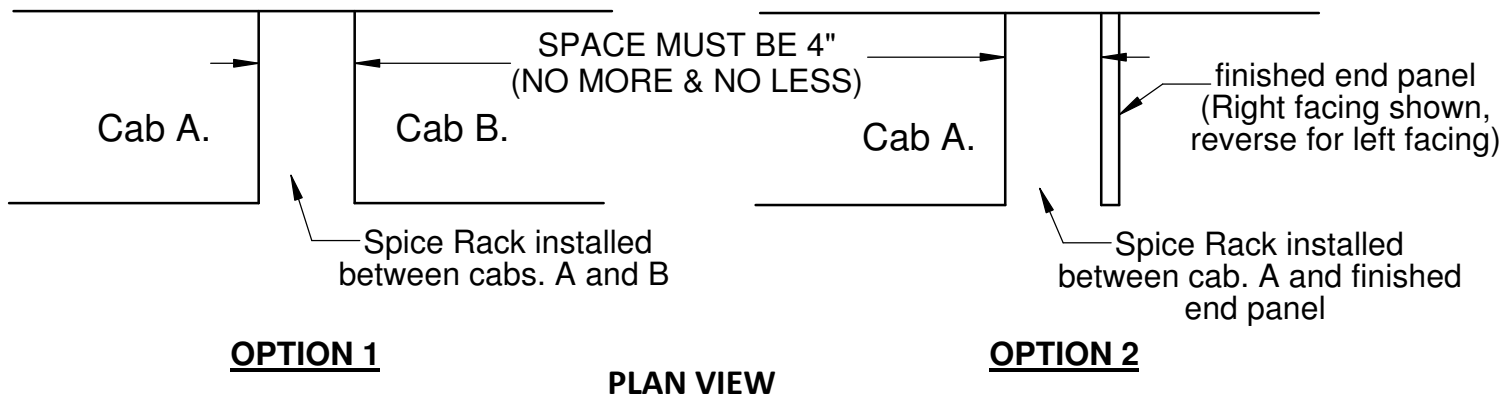 SPACE MUST BE 4"
(NO MORE & NO LESS)
Cab A.
Cab B.
Spice Rack installed
between cabs. A and B
OPTION 1
Cab A.
finished end panel
(Right facing shown,
reverse for left facing)
Spice Rack installed
between cab. A and finished
end panel
OPTION 2
PLAN VIEW